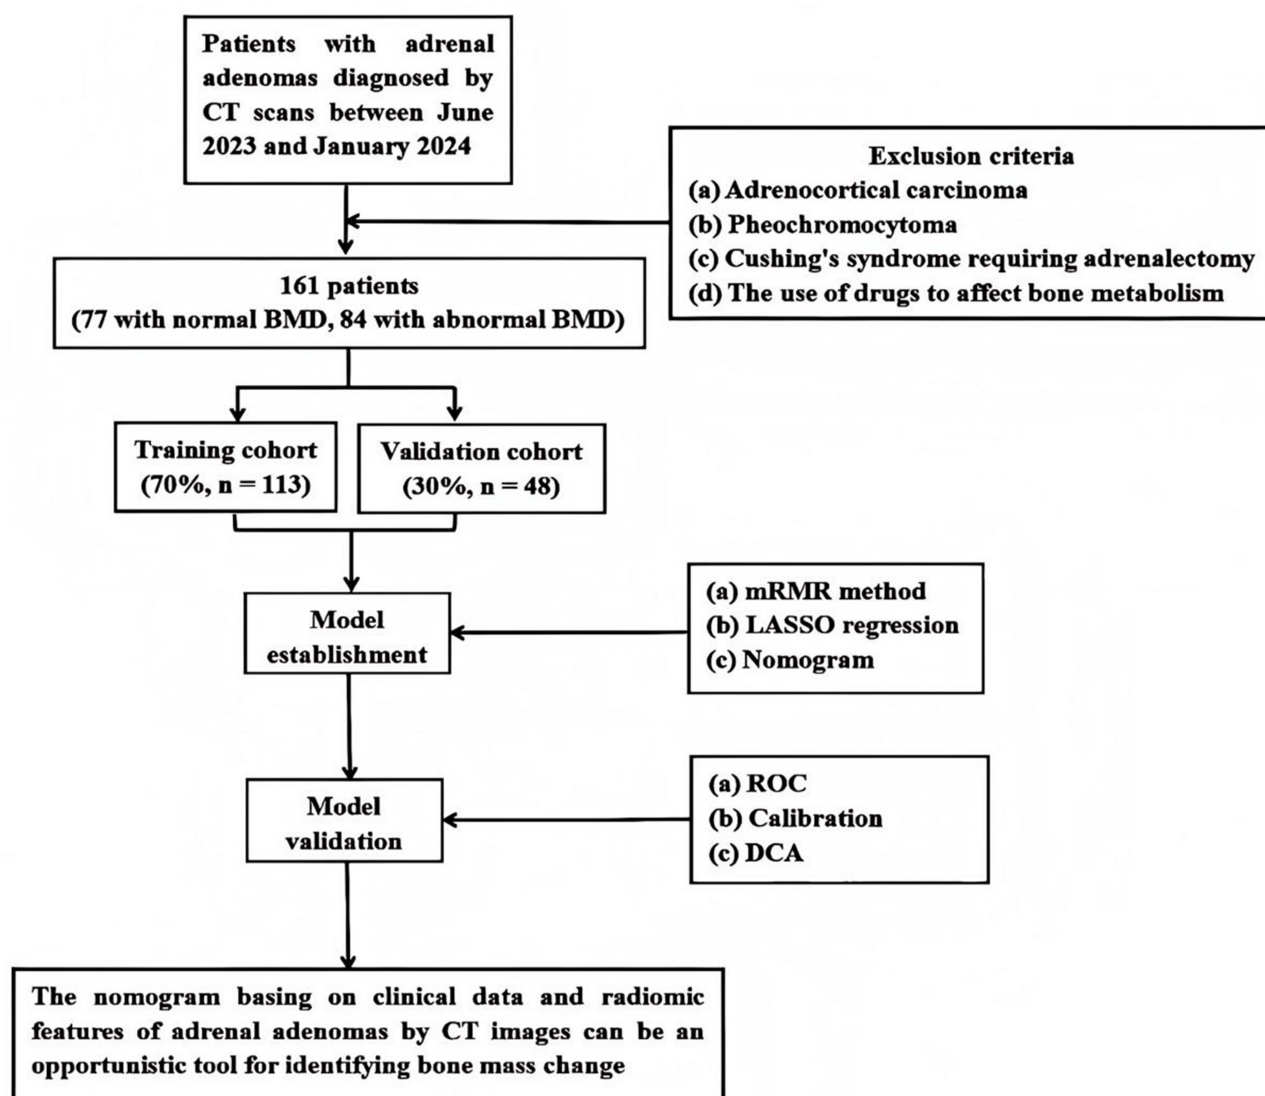 Patients with adrenal
adenomas diagnosed by
CT scans between June
2023 and January 2024
Exclusion criteria
(a) Adrenocortical carcinoma
(b) Pheochromocytoma
(c) Cushing's syndrome requiring adrenalectomy
(d) The use of drugs to affect bone metabolism
161 patients
(77 with normal BMD, 84 with abnormal BMD)
Training cohort
(70%, n = 113)
Validation cohort
(30%, n = 48)
Model
establishment
(a) mRMR method
(b) LASSO regression
(c) Nomogram
Model
validation
(a) ROC
(b) Calibration
(c) DCA
The nomogram basing on clinical data and radiomic
features of adrenal adenomas by CT images can be an
opportunistic tool for identifying bone mass change